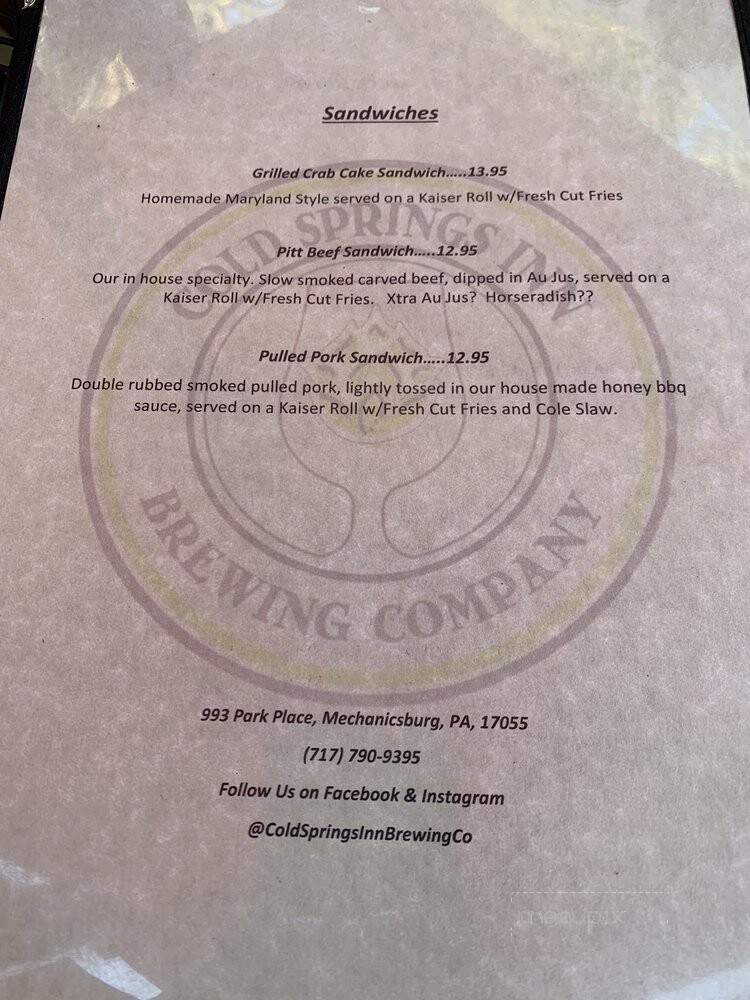 Sandwiches
Grilled Crab Cake Sandwich.....13.95
Homemade Maryland Style served on a Kaiser Roll w/Fresh Cut Fries
Pitt Beef Sandwich.....12.95
Our in house specialty. Slow smoked carved beef, dipped in Au Jus, served on a
Kaiser Roll w/Fresh Cut Fries. Xtra Au Jus? Horseradish??
Pulled Pork Sandwich.....12.95
Double rubbed smoked pulled pork, lightly tossed in our house made honey bbq
sauce, served on a Kaiser Roll w/Fresh Cut Fries and Cole Slaw.
COLD SPRINGS INN
BREWING COMPANY
993 Park Place, Mechanicsburg, PA, 17055
(717) 790-9395
Follow Us on Facebook & Instagram
@ColdSpringsInnBrewingCo
menupix